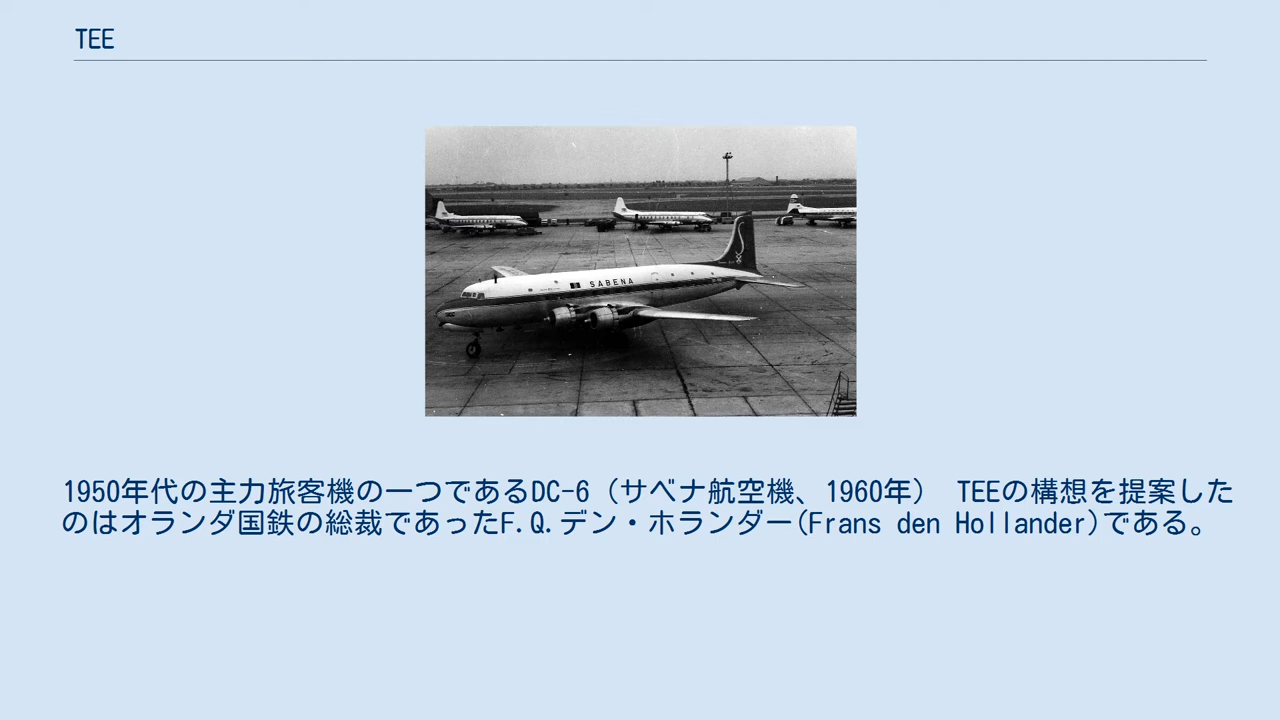 TEE
SABENA
1950年代の主力旅客機の一つであるDC-6（サベナ航空機、1960年） TEEの構想を提案した
のはオランダ国鉄の総裁であったF.Q.デン・ホランダー(Frans den Hollander)である。